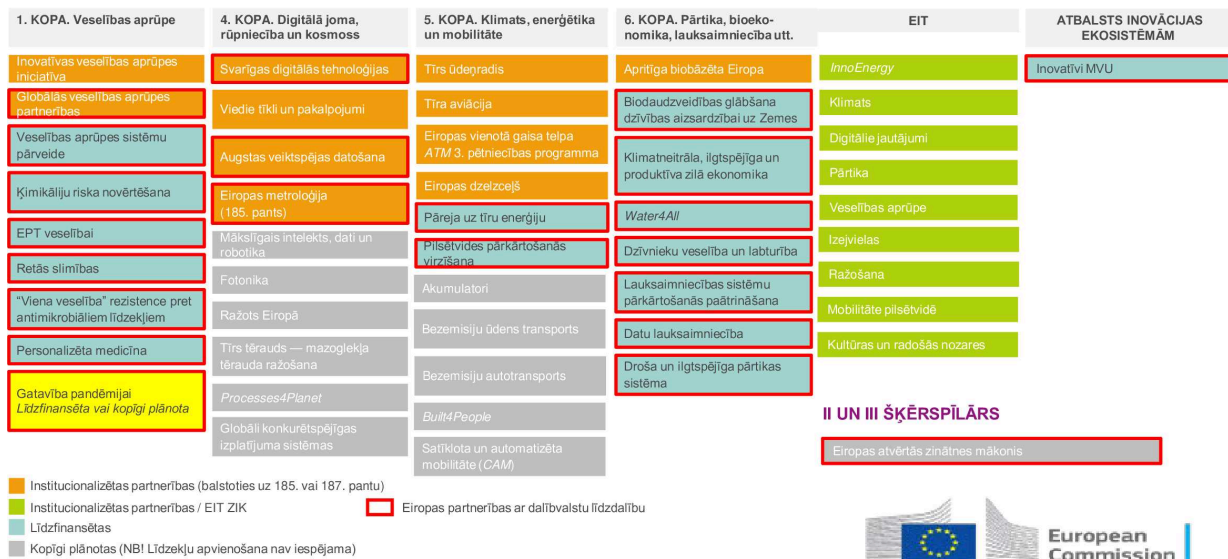 1. KOPA. Veselības aprūpe
Inovatīvas veselības aprūpes
iniciatīva
Globālās veselības aprūpes
partnerības
Veselības aprūpes sistēmu
pārveide
Ķimikāliju riska novērtēšana
EPT veselībai
Retās slimības
“Viena veselība” rezistence pret
antimikrobiāliem līdzekļiem
Personalizēta medicīna
Gatavība pandēmijai
Līdzfinansēta vai kopīgi plānota
4. KOPA. Digitālā joma,
rūpniecība un kosmoss
Svarīgas digitālās tehnoloģijas
Viedie tīkli un pakalpojumi
Augstas veiktspējas datošana
Eiropas metroloģija
(185. pants)
Mākslīgais intelekts, dati un
robotika
Fotonika
Ražots Eiropā
Tīrs tērauds — mazoglekļa
tērauda ražošana
Processes4Planet
Globāli konkurētspējīgas
izplatījuma sistēmas
5. KOPA. Klimats, enerģētika
un mobilitāte
Tīrs ūdeņradis
Tīra aviācija
Eiropas vienotā gaisa telpa
ATM 3. pētniecības programma
Eiropas dzelzceļš
Pāreja uz tīru enerģiju
Pilsētvides pārkārtošanās
virzīšana
Akumulatori
Bezemisiju ūdens transports
Bezemisiju autotransports
Built4People
Satīklota un automatizēta
mobilitāte (CAM)
6. KOPA. Pārtika, bioeko-
nomika, lauksaimniecība utt.
Apritīga biobāzēta Eiropa
Biodaudzveidības glābšana
dzīvības aizsardzībai uz Zemes
Klimatneitrāla, ilgtspējīga un
produktīva zilā ekonomika
Water4All
Dzīvnieku veselība un labturība
Lauksaimniecības sistēmu
pārkārtošanās paātrināšana
Datu lauksaimniecība
Droša un ilgtspējīga pārtikas
sistēma
EIT
InnoEnergy
Klimats
Digitālie jautājumi
Pārtika
Veselības aprūpe
Izejvielas
Ražošana
Mobilitāte pilsētvidē
Kultūras un radošās nozares
ATBALSTS INOVĀCIJAS
EKOSISTĒMĀM
Inovatīvi MVU
II UN III ŠĶĒRSPĪLĀRS
Eiropas atvērtās zinātnes mākonis
Institucionalizētas partnerības (balstoties uz 185. vai 187. pantu)
Institucionalizētas partnerības / EIT ZIK
Eiropas partnerības ar dalībvalstu līdzdalību
Līdzfinansētas
Kopīgi plānotas (NB! Līdzekļu apvienošana nav iespējama)
European
Commission